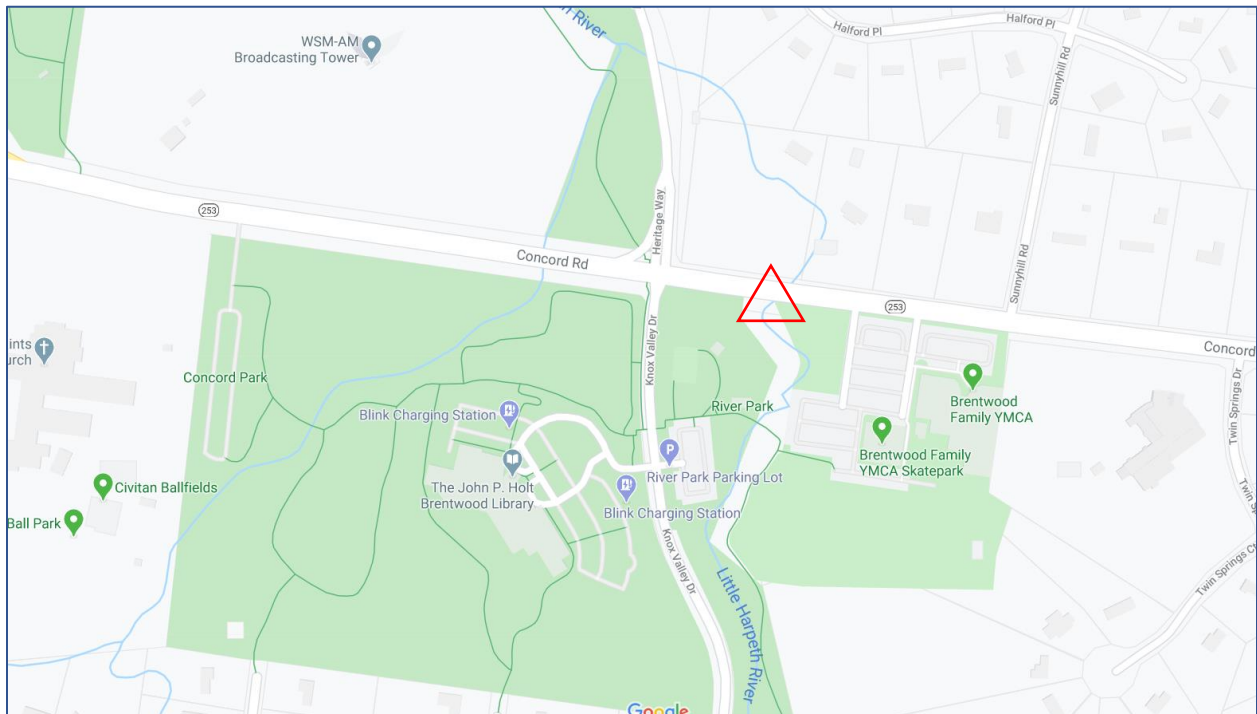 n River
WSM-AM
Broadcasting Tower
Halford Pl
Halford Pl
Sunnyhill Rd
253
Heritage Way
Concord Rd
Sunnyhill Rd
253
ints
urch
Knox Valley Dr
Concord
Concord Park
Twin Springs Dr
Blink Charging Station
River Park
Brentwood
Family YMCA
Brentwood Family
YMCA Skatepark
P
River Park Parking Lot
The John P. Holt
Brentwood Library
Civitan Ballfields
Blink Charging Station
Ball Park
Knox Valley Dr
Twin Springs Ct
Little Harpeth River
Google